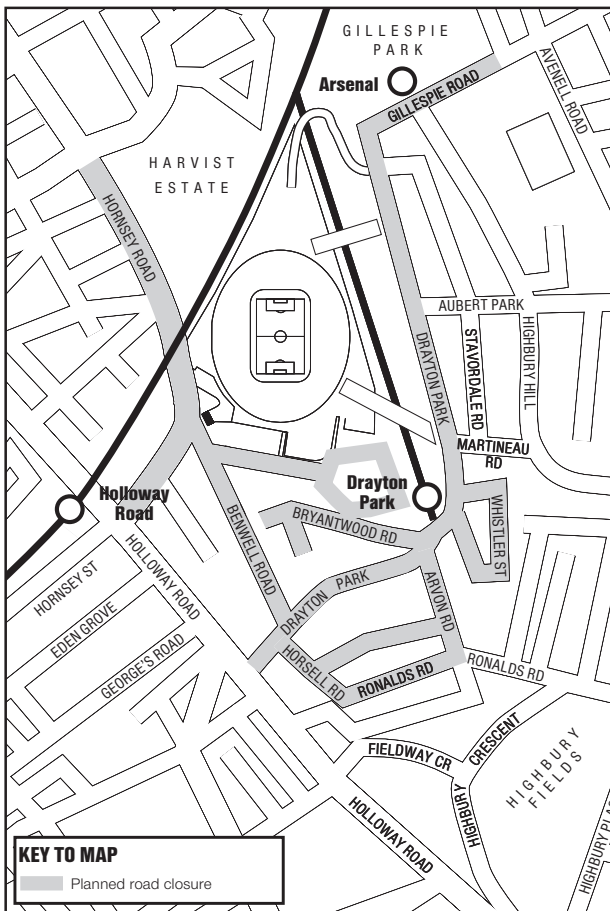 GILLESPIE
PARK
Arsenal
GILLESPIE ROAD
AVENELL ROAD
HARVIST
ESTATE
HORNSEY ROAD
AUBERT PARK
DRAYTON PARK
STAVORDALE RD
HIGHBURY HILL
MARTINEAU
RD
Holloway
Road
Drayton
Park
BRYANTWOOD RD
WHISTLER ST
BENWELL ROAD
HOLLOWAY ROAD
HORNSEY ST
EDEN GROVE
GEORGE'S ROAD
DRAYTON PARK
ARVON RD
HORSELL RD
RONALDS RD
RONALDS RD
FIELDWAY CR
HIGHBURY CRESCENT
HIGHBURY
FIELDS
HOLLOWAY ROAD
HIGHBURY PLA
KEY TO MAP
Planned road closure